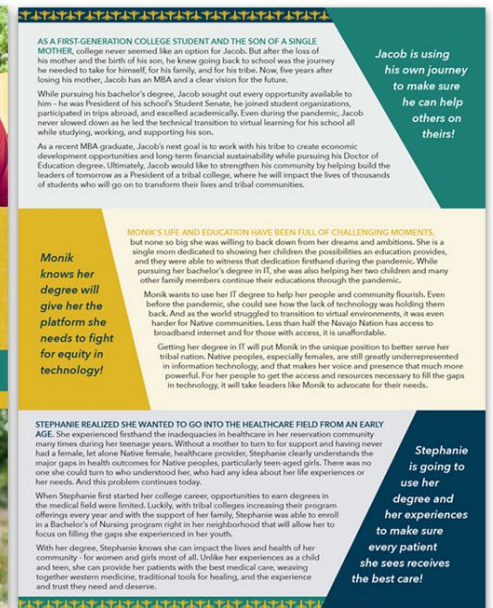 AS A FIRST-GENERATION COLLEGE STUDENT AND THE SON OF A SINGLE
MOTHER, college never seemed like an option for Jacob. But after the loss of
his mother and the birth of his son, he knew going back to school was the journey
he needed to take for himself, for his family, and for his tribe. Now, five years after
losing his mother, Jacob has an MBA and a clear vision for the future.
While pursuing his bachelor's degree, Jacob sought out every opportunity available to
him – he was President of his school's Student Senate, he joined student organizations,
participated in trips abroad, and excelled academically. Even during the pandemic, Jacob
never slowed down as he led the technical transition to virtual learning for his school all
while studying, working, and supporting his son.
As a recent MBA graduate, Jacob's next goal is to work with his tribe to create economic
development opportunities and long-term financial sustainability while pursuing his Doctor of
Education degree. Ultimately, Jacob would like to strengthen his community by helping build the
leaders of tomorrow as a President of a tribal college, where he will impact the lives of thousands
of students who will go on to transform their lives and tribal communities.
Jacob is using
his own journey
to make sure
he can help
others on
theirs!
Monik
knows her
degree will
give her the
platform she
needs to fight
for equity in
technology!
MONIK'S LIFE AND EDUCATION HAVE BEEN FULL OF CHALLENGING MOMENTS,
but none so big she was willing to back down from her dreams and ambitions. She is a
single mom dedicated to showing her children the possibilities an education provides,
and they were able to witness that dedication firsthand during the pandemic. While
pursuing her bachelor's degree in IT, she was also helping her two children and many
other family members continue their educations through the pandemic.
Monik wants to use her IT degree to help her people and community flourish. Even
before the pandemic, she could see how the lack of technology was holding them
back. And as the world struggled to transition to virtual environments, it was even
harder for Native communities. Less than half the Navajo Nation has access to
broadband internet and for those with access, it is unaffordable.
Getting her degree in IT will put Monik in the unique position to better serve her
tribal nation. Native peoples, especially females, are still greatly underrepresented
in information technology, and that makes her voice and presence that much more
powerful. For her people to get the access and resources necessary to fill the gaps
in technology, it will take leaders like Monik to advocate for their needs.
STEPHANIE REALIZED SHE WANTED TO GO INTO THE HEALTHCARE FIELD FROM AN EARLY
AGE. She experienced firsthand the inadequacies in healthcare in her reservation community
many times during her teenage years. Without a mother to turn to for support and having never
had a female, let alone Native female, healthcare provider, Stephanie clearly understands the
major gaps in health outcomes for Native peoples, particularly teen-aged girls. There was no
one she could turn to who understood her, who had any idea about her life experiences or
her needs. And this problem continues today.
When Stephanie first started her college career, opportunities to earn degrees in
the medical field were limited. Luckily, with tribal colleges increasing their program
offerings every year and with the support of her family, Stephanie was able to enroll
in a Bachelor's of Nursing program right in her neighborhood that will allow her to
focus on filling the gaps she experienced in your youth.
With her degree, Stephanie knows she can impact the lives and health of her
community - for women and girls most of all. Unlike her experiences as a child
and teen, she can provide her patients with the best medical care, weaving
together western medicine, traditional tools for healing, and the experience
and trust they need and deserve.
Stephanie
is going to
use her
degree and
her experiences
to make sure
every patient
she sees receives
the best care!